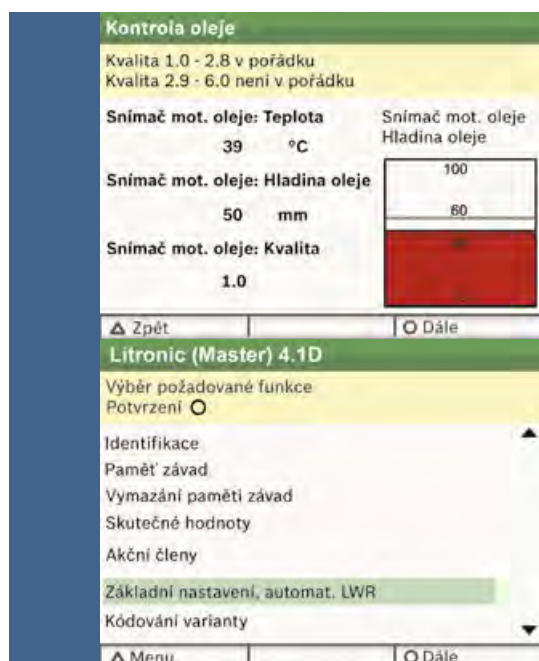 Kontrola oleje
Kvalita 1.0 - 2.8 v pořádku
Kvalita 2.9 - 6.0 není v pořádku
Snímač mot. oleje: Teplota
39 °C
Snímač mot. oleje: Hladina oleje
50 mm
Snímač mot. oleje: Kvalita
1.0
Snímač mot. oleje
Hladina oleje
100
60
△ Zpět
O Dále
Litronic (Master) 4.1D
Výběr požadované funkce
Potvrzení O
Identifikace
Paměť závad
Vymazání paměti závad
Skutečné hodnoty
Akční členy
Základní nastavení, automat. LWR
Kódování varianty
△ Menu
O Dále